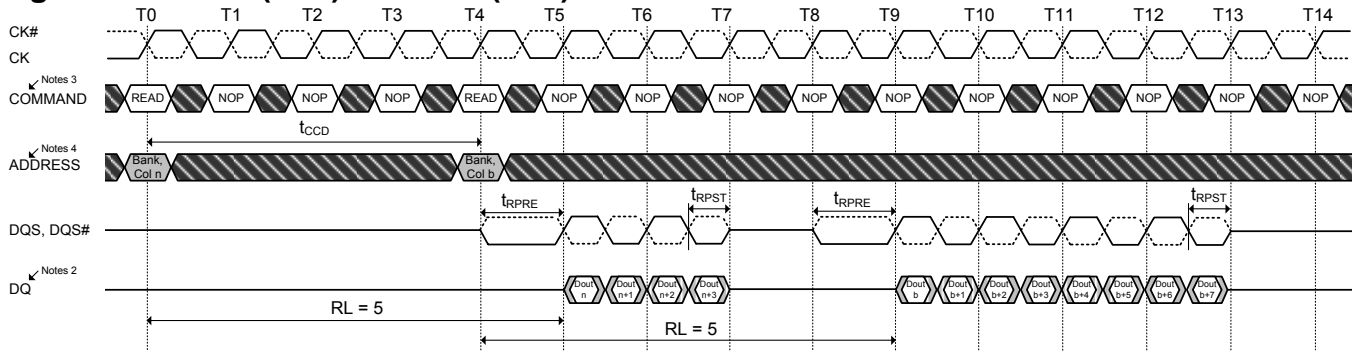 T0 T1 T2 T3 T4 T5 T6 T7 T8 T9 T10 T11 T12 T13 T14
CK#
CK
Notes 3
COMMAND READ NOP NOP NOP READ NOP NOP NOP NOP NOP NOP NOP NOP NOP NOP
tCCD
Notes 4
ADDRESS Bank, Col n Bank, Col b
tRPRE tRPST tRPRE tRPST
DQS, DQS#
Notes 2
DQ Dout n Dout n+1 Dout n+2 Dout n+3 Dout b Dout b+1 Dout b+2 Dout b+3 Dout b+4 Dout b+5 Dout b+6 Dout b+7
RL = 5
RL = 5